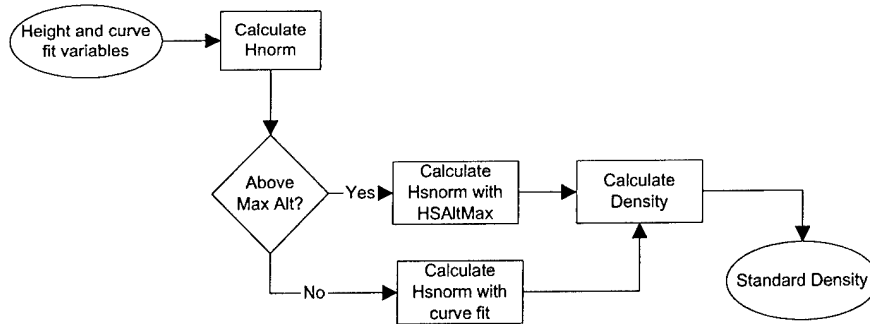 Height and curve
fit variables
Calculate
Hnorm
Above
Max Alt?
Yes
Calculate
Hsnorm with
HSAltMax
Calculate
Density
No
Calculate
Hsnorm with
curve fit
Standard Density